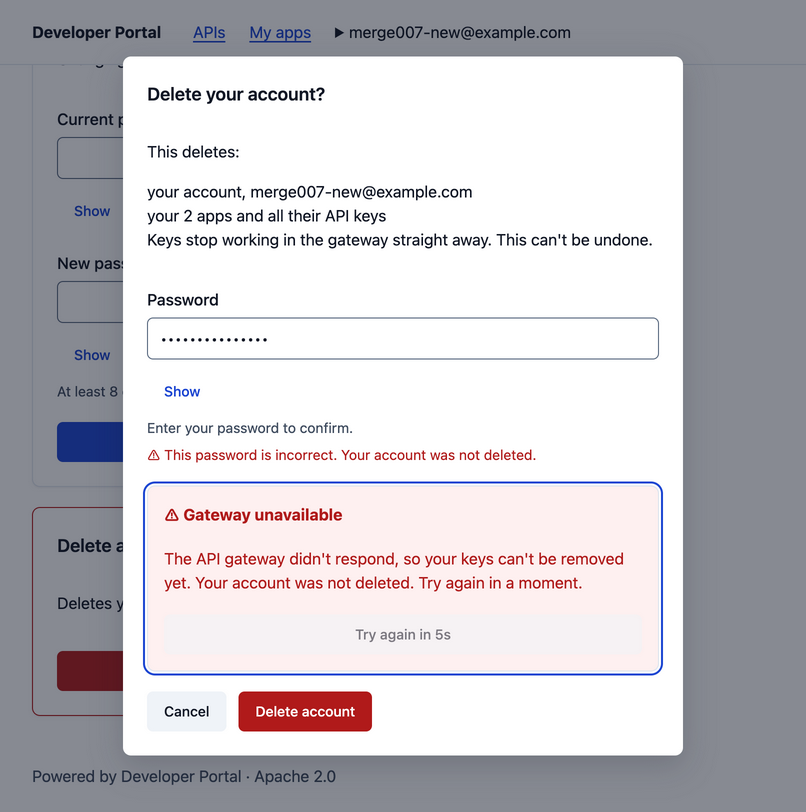 Developer Portal APIs My apps ▶ merge007-new@example.com
Delete your account?
Current p
This deletes:
your account, merge007-new@example.com
Show
your 2 apps and all their API keys
Keys stop working in the gateway straight away. This can't be undone.
New pass
Password
•••••••••••••••
Show
Show
At least 8
Enter your password to confirm.
This password is incorrect. Your account was not deleted.
Gateway unavailable
Delete a
The API gateway didn't respond, so your keys can't be removed
yet. Your account was not deleted. Try again in a moment.
Deletes y
Try again in 5s
Cancel Delete account
Powered by Developer Portal · Apache 2.0